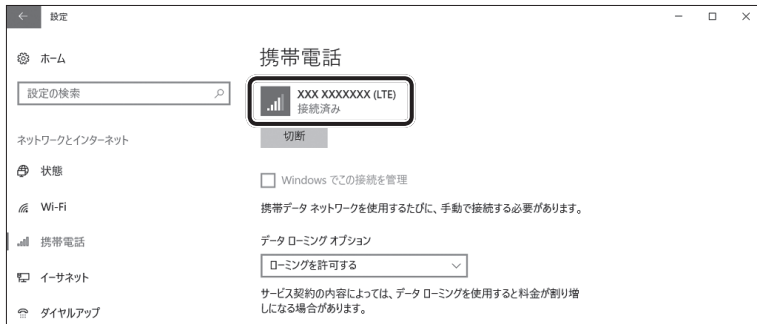 設定
ホーム
設定の検索
ネットワークとインターネット
状態
Wi-Fi
携帯電話
イーサネット
ダイヤルアップ
携帯電話
XXX XXXXXXX (LTE)
接続済み
切断
Windows でこの接続を管理
携帯データ ネットワークを使用するたびに、手動で接続する必要があります。
データ ローミング オプション
ローミングを許可する
サービス契約の内容によっては、データ ローミングを使用すると料金が割り増
しになる場合があります。